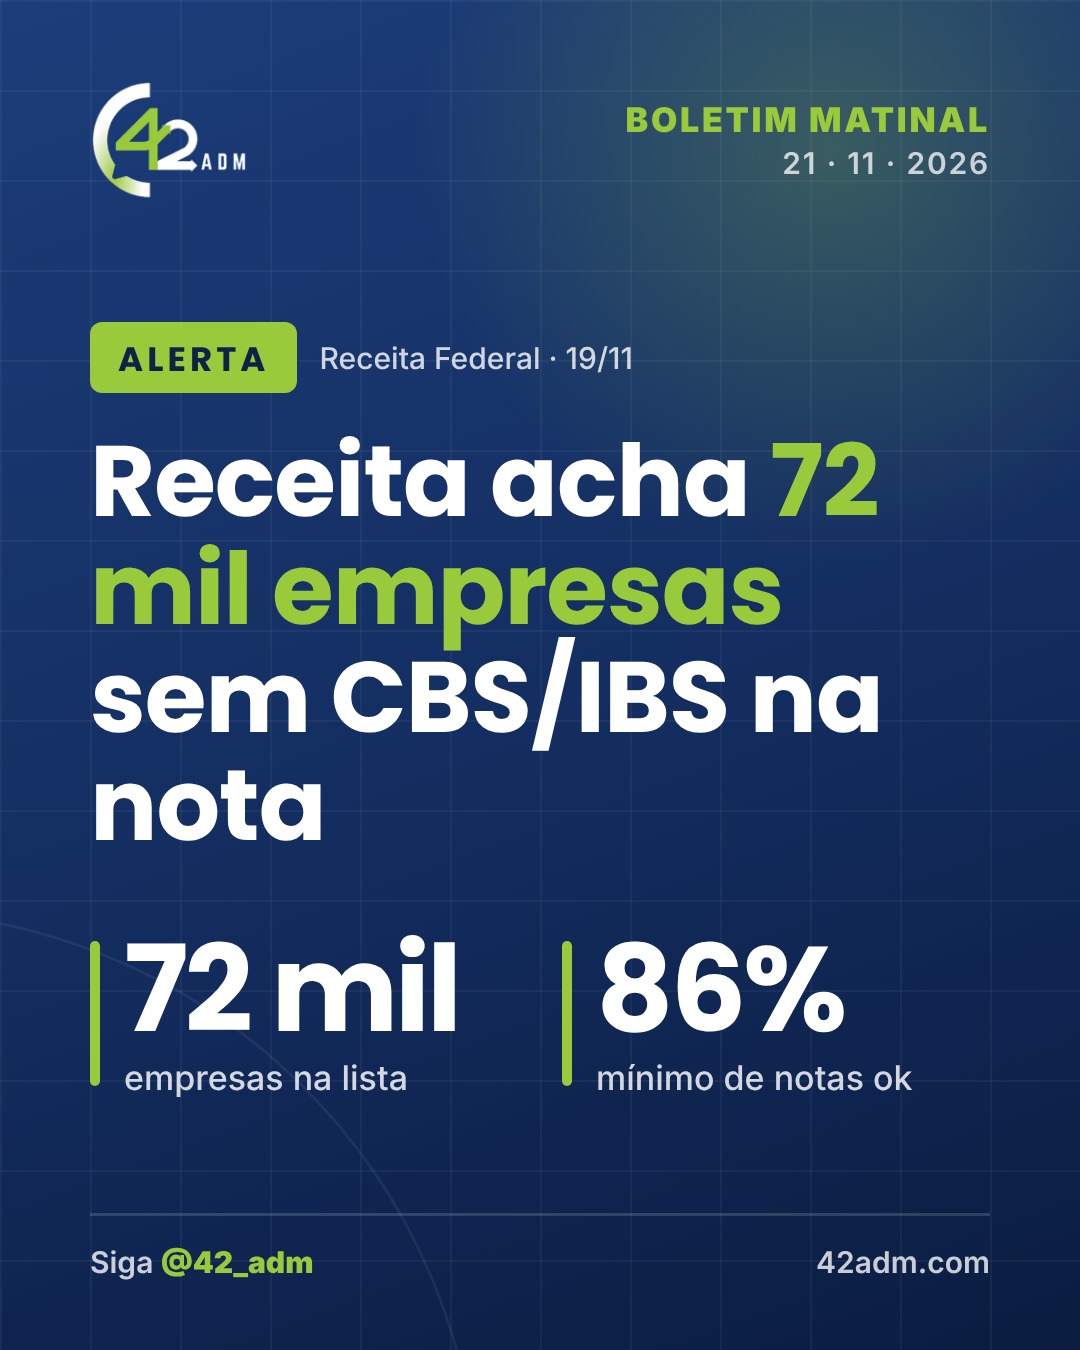 42 ADM
BOLETIM MATINAL
21 · 11 · 2026
ALERTA
Receita Federal · 19/11
Receita acha 72
mil empresas
sem CBS/IBS na
nota
72 mil
empresas na lista
86%
mínimo de notas ok
Siga @42_adm
42adm.com